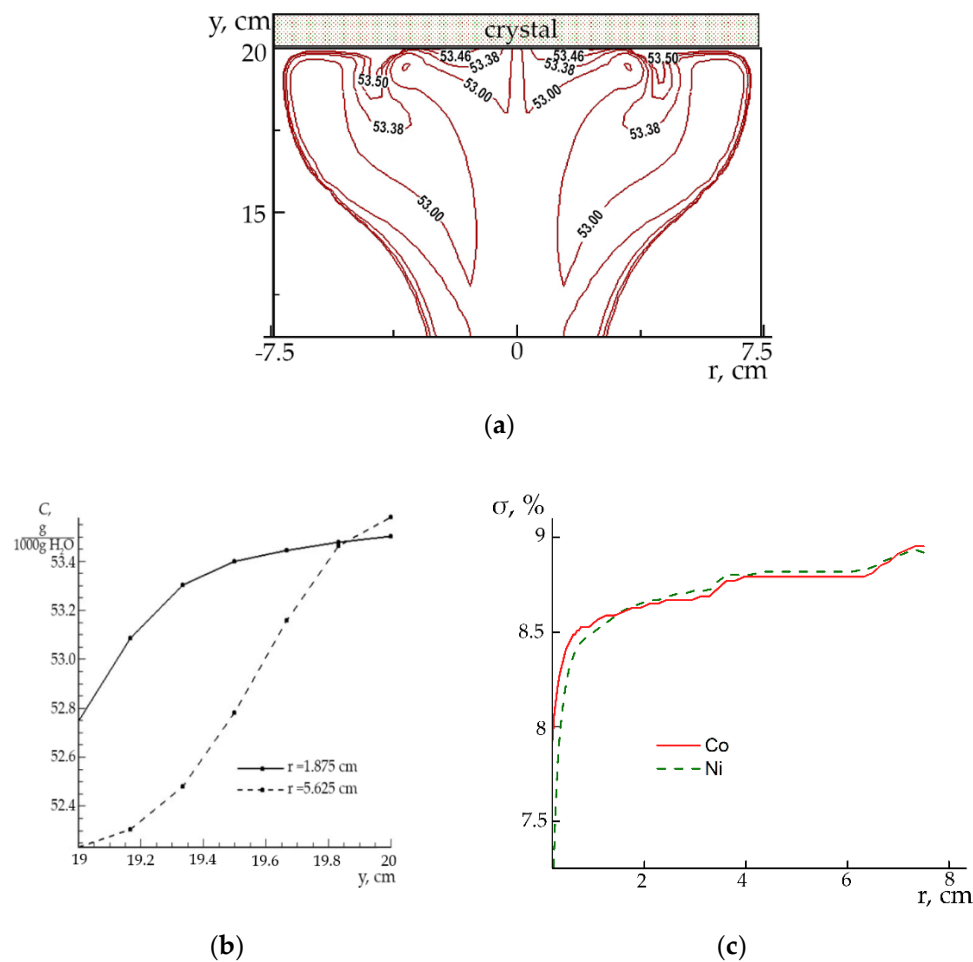 y, cm
crystal
20
53.46
53.46
53.38
53.38
53.50
53.50
53.00
53.00
53.38
53.38
53.00
53.00
15
-7.5
0
7.5
r, cm
(a)
C,
g
1000g H₂O
53.4
53.2
53.0
52.8
52.6
52.4
r =1.875 cm
r =5.625 cm
19
19.2
19.4
19.6
19.8
20
y, cm
(b)
σ, %
9
8.5
8
7.5
Co
Ni
2
4
6
8
r, cm
(c)